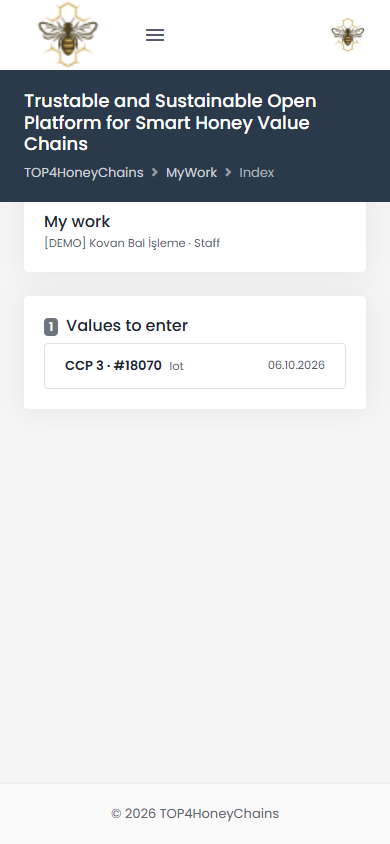 Trustable and Sustainable Open
Platform for Smart Honey Value
Chains
TOP4HoneyChains > MyWork > Index
My work
[DEMO] Kovan Bal İşleme · Staff
1 Values to enter
CCP 3 · #18070 lot 06.10.2026
© 2026 TOP4HoneyChains